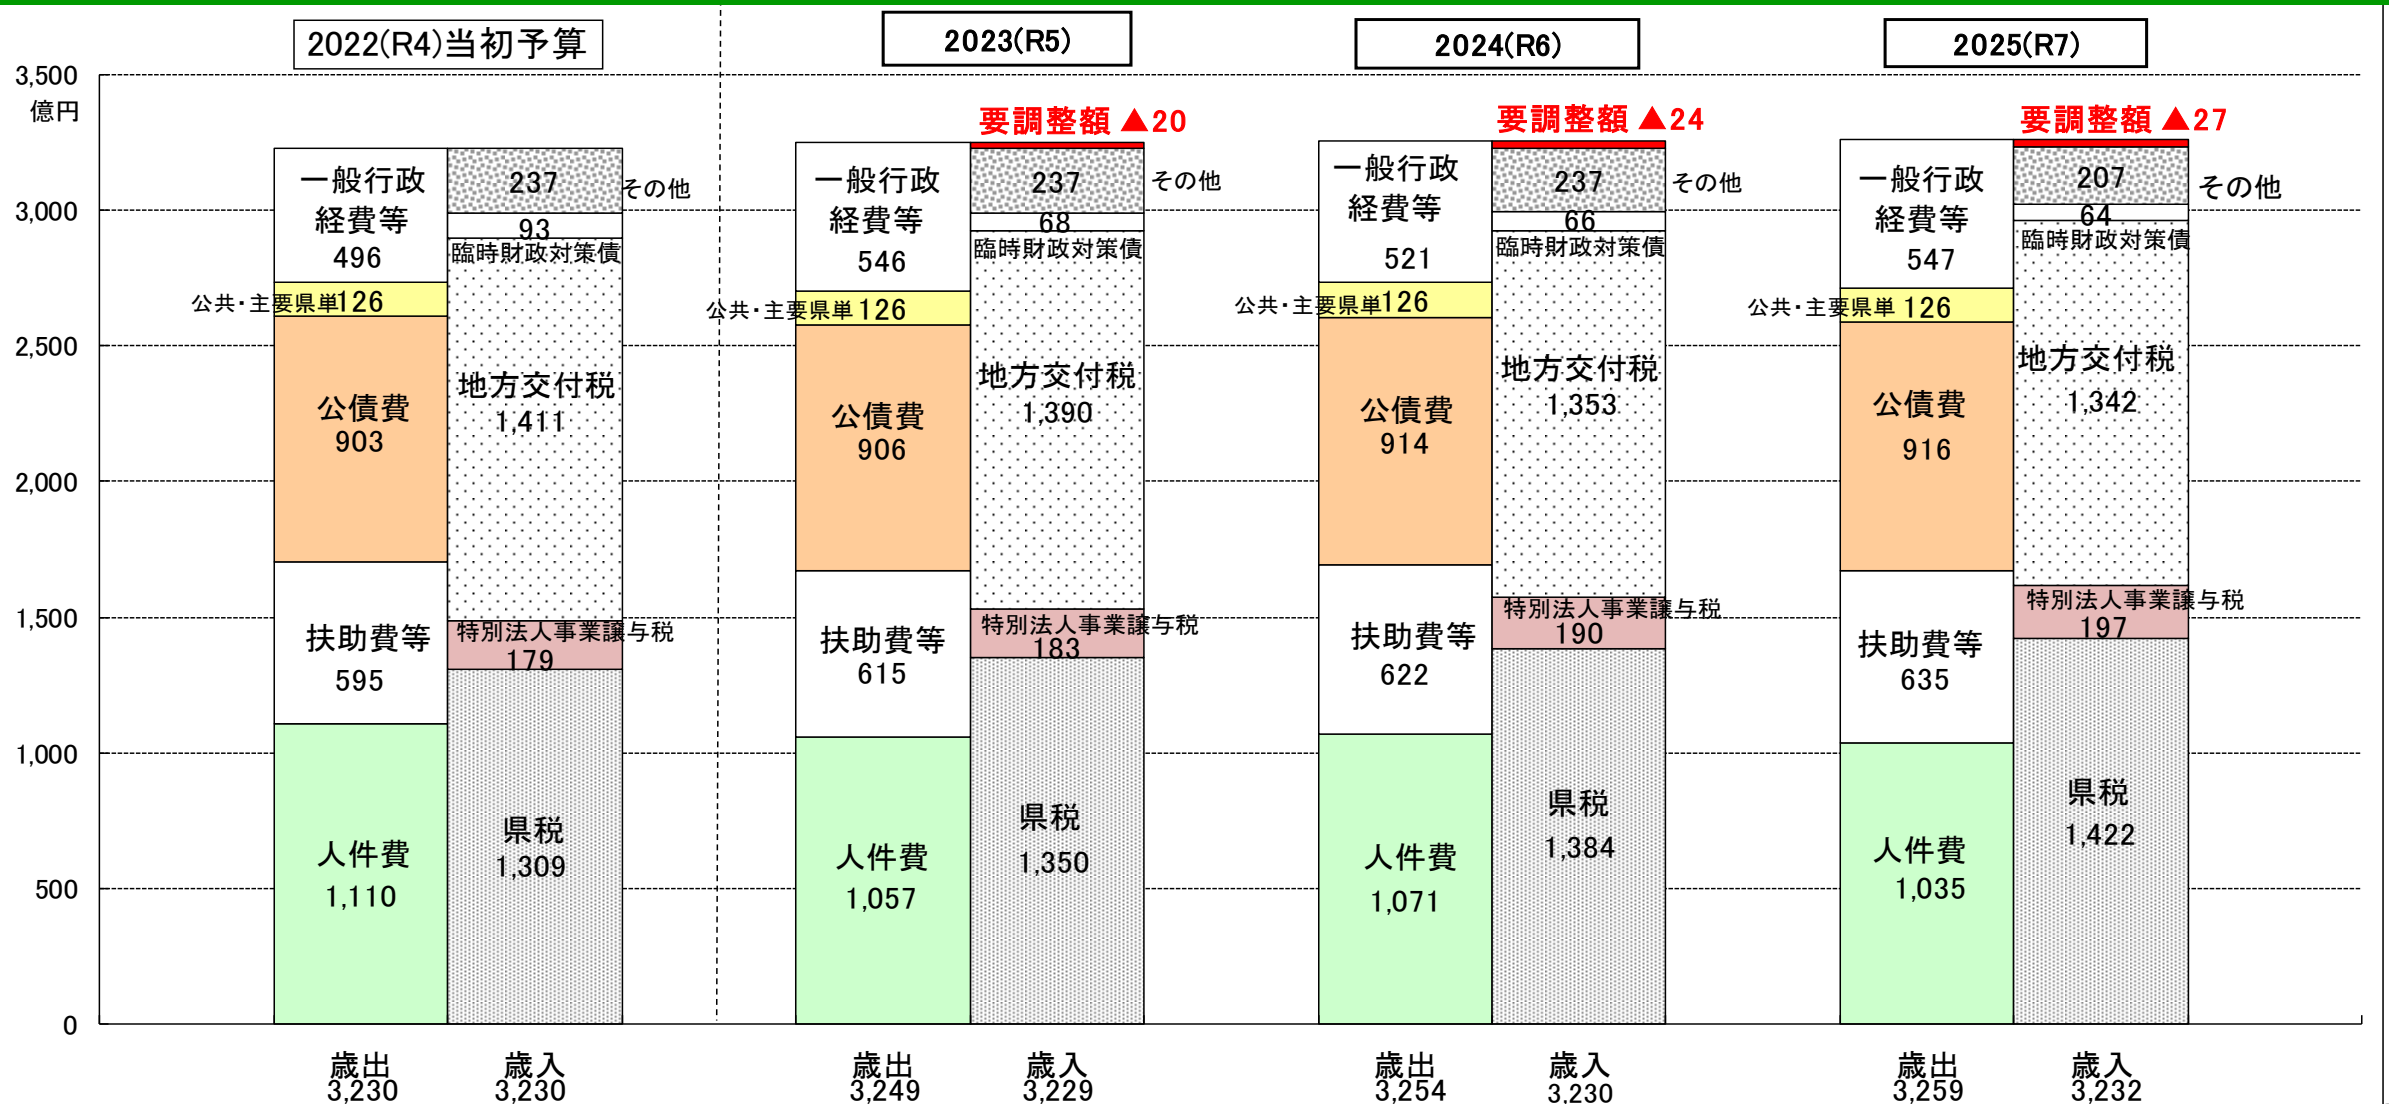 2022(R4)当初予算
2023(R5)
2024(R6)
2025(R7)
3,500
億円
3,000
2,500
2,000
1,500
1,000
500
0
一般行政
経費等
496
公共・主要県単126
公債費
903
扶助費等
595
人件費
1,110
歳出
3,230
237
その他
93
臨時財政対策債
地方交付税
1,411
特別法人事業譲与税
179
県税
1,309
歳入
3,230
一般行政
経費等
546
公共・主要県単 126
公債費
906
扶助費等
615
人件費
1,057
歳出
3,249
要調整額 ▲20
237
その他
68
臨時財政対策債
地方交付税
1,390
特別法人事業譲与税
183
県税
1,350
歳入
3,229
一般行政
経費等
521
公共・主要県単126
公債費
914
扶助費等
622
人件費
1,071
歳出
3,254
要調整額 ▲24
237
その他
66
臨時財政対策債
地方交付税
1,353
特別法人事業譲与税
190
県税
1,384
歳入
3,230
一般行政
経費等
547
公共・主要県単 126
公債費
916
扶助費等
635
人件費
1,035
歳出
3,259
要調整額 ▲27
207
その他
64
臨時財政対策債
地方交付税
1,342
特別法人事業譲与税
197
県税
1,422
歳入
3,232